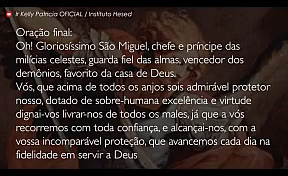 Ir Kelly Patrícia OFICIAL / Instituto Hesed
Oração final:
Oh! Gloriosíssimo São Miguel, chefe e príncipe das
milícias celestes, guarda fiel das almas, vencedor dos
demônios, favorito da casa de Deus.
Vós, que acima de todos os anjos sois admirável protetor
nosso, dotado de sobre-humana excelência e virtude
dignai-vos livrar-nos de todos os males, já que a vós
recorremos com toda confiança, e alcançai-nos, com a
vossa incomparável proteção, que avancemos cada dia na
fidelidade em servir a Deus